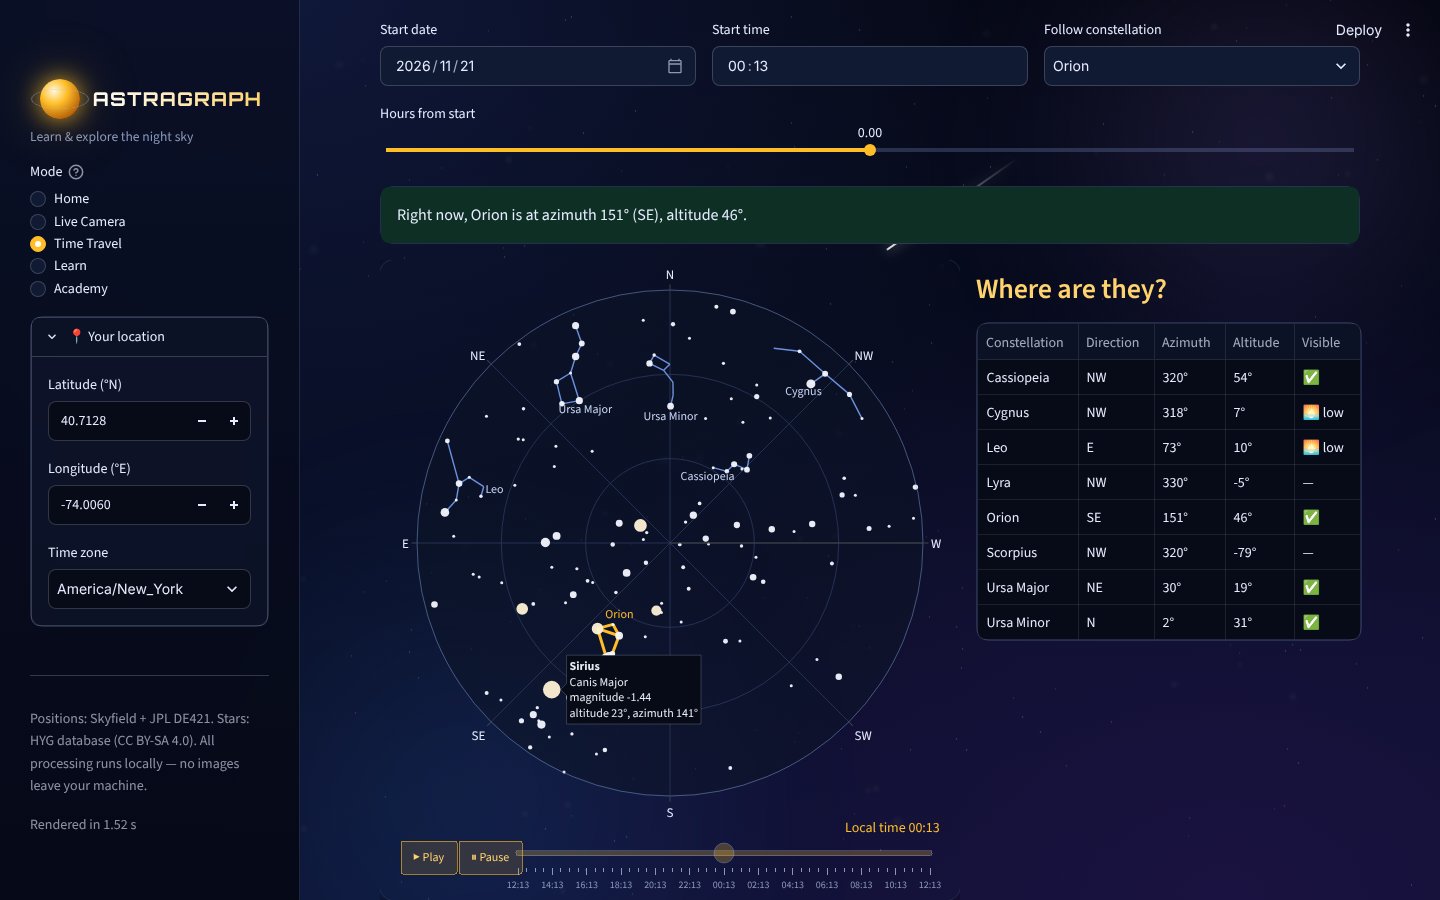 ASTRAGRAPH
Learn & explore the night sky
Mode
Home
Live Camera
Time Travel
Learn
Academy
Your location
Latitude (°N)
40.7128
Longitude (°E)
-74.0060
Time zone
America/New_York
Positions: Skyfield + JPL DE421. Stars:
HYG database (CC BY-SA 4.0). All
processing runs locally — no images
leave your machine.
Rendered in 1.52 s
Deploy
Start date
2026/11/21
Start time
00:13
Follow constellation
Orion
Hours from start
0.00
Right now, Orion is at azimuth 151° (SE), altitude 46°.
N
NE
NW
Ursa Major
Ursa Minor
Cygnus
Cassiopeia
Leo
E
W
Orion
Sirius
Canis Major
magnitude -1.44
altitude 23°, azimuth 141°
SE
SW
S
Local time 00:13
Play
Pause
12:13 14:13 16:13 18:13 20:13 22:13 00:13 02:13 04:13 06:13 08:13 10:13 12:13
Where are they?
Constellation Direction Azimuth Altitude Visible
Cassiopeia NW 320° 54° ✅
Cygnus NW 318° 7° 🌅 low
Leo E 73° 10° 🌅 low
Lyra NW 330° -5° —
Orion SE 151° 46° ✅
Scorpius NW 320° -79° —
Ursa Major NE 30° 19° ✅
Ursa Minor N 2° 31° ✅